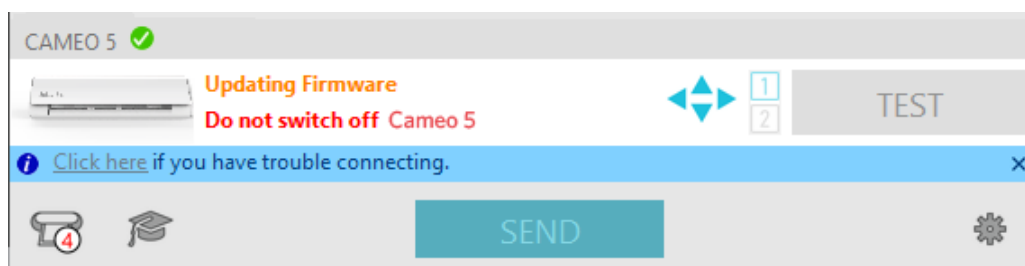 CAMEO 5
Updating Firmware
Do not switch off Cameo 5
1
2
TEST
Click here if you have trouble connecting.
4
SEND